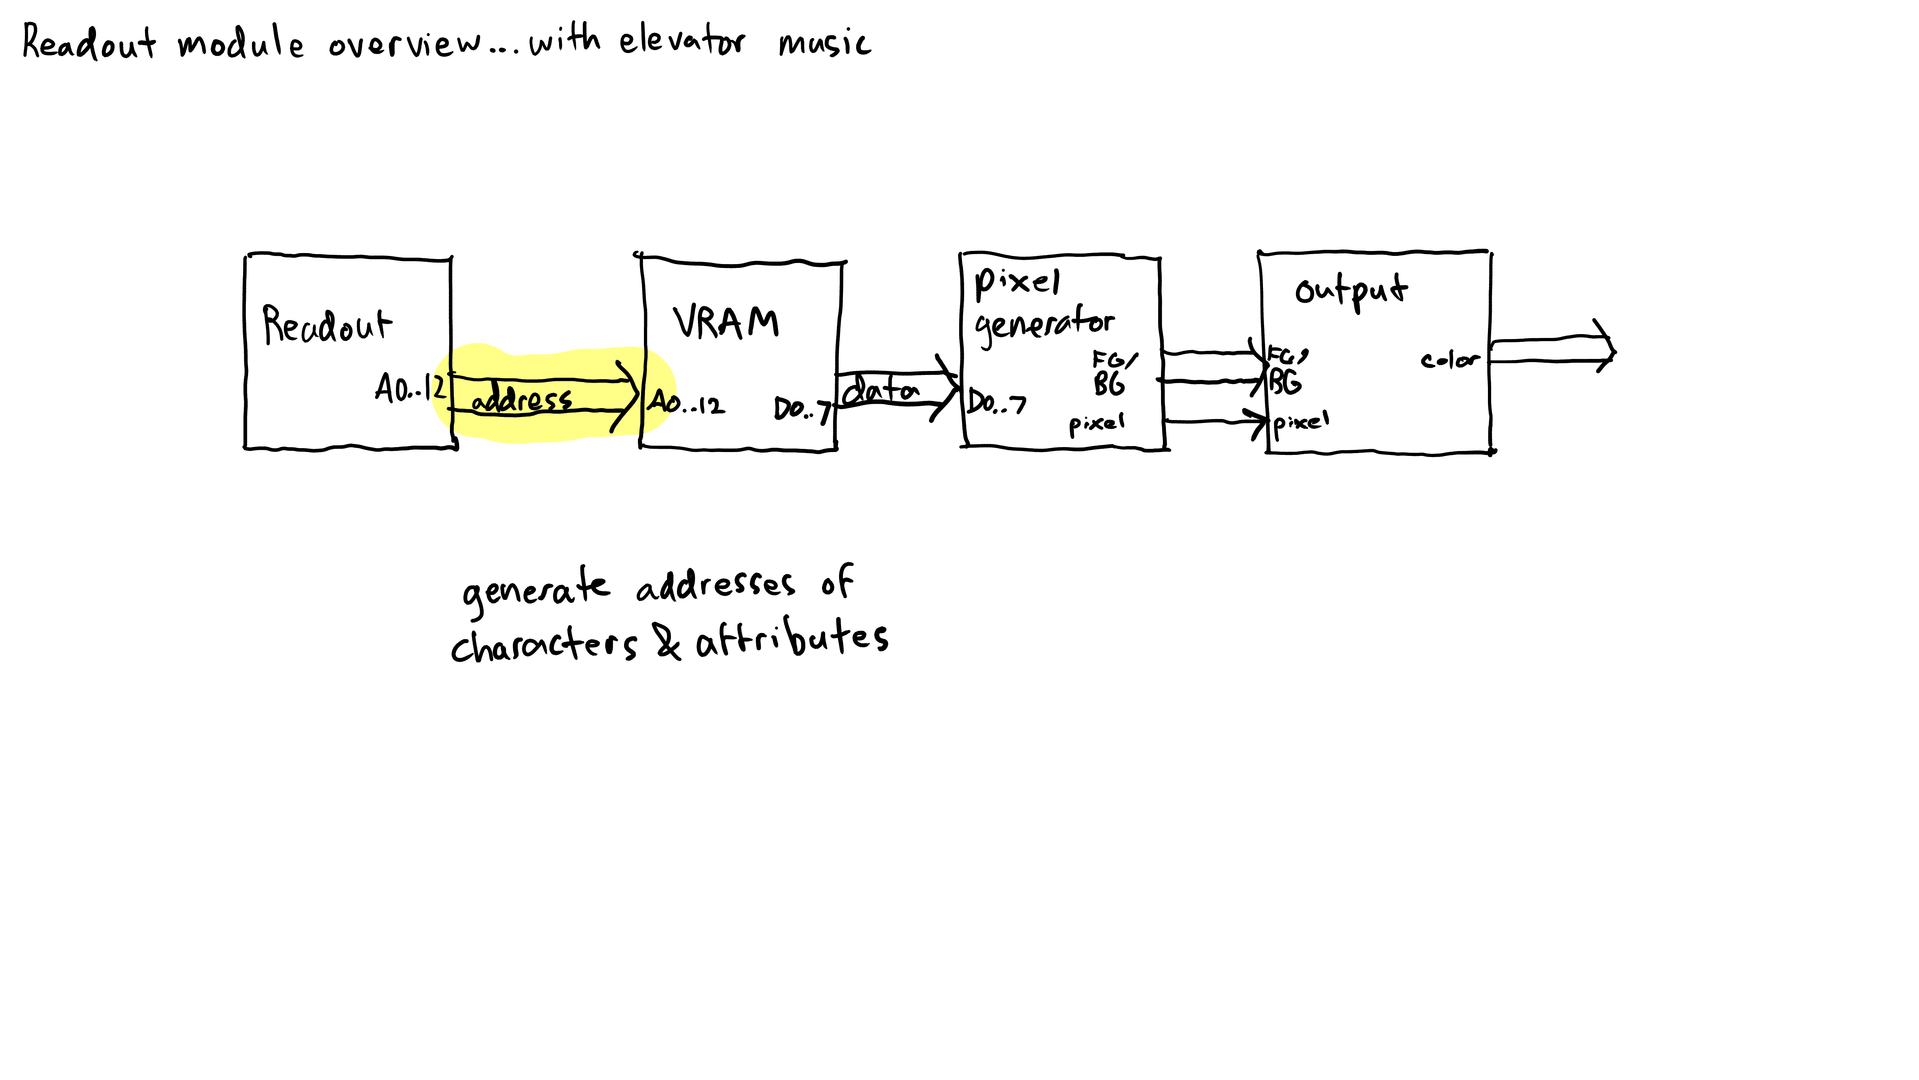 Readout module overview...with elevator music
Readout
A0..12
address
VRAM
A0..12
D0..7
data
pixel
generator
D0..7
FG/
BG
pixel
output
FG,
BG
pixel
color
generate addresses of
characters & attributes